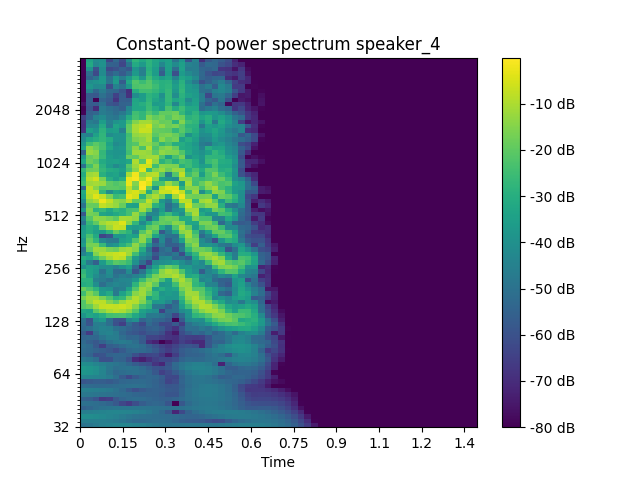 Constant-Q power spectrum speaker_4
2048
1024
512
256
128
64
32
Hz
0 0.15 0.3 0.45 0.6 0.75 0.9 1.1 1.2 1.4
Time
-10 dB
-20 dB
-30 dB
-40 dB
-50 dB
-60 dB
-70 dB
-80 dB